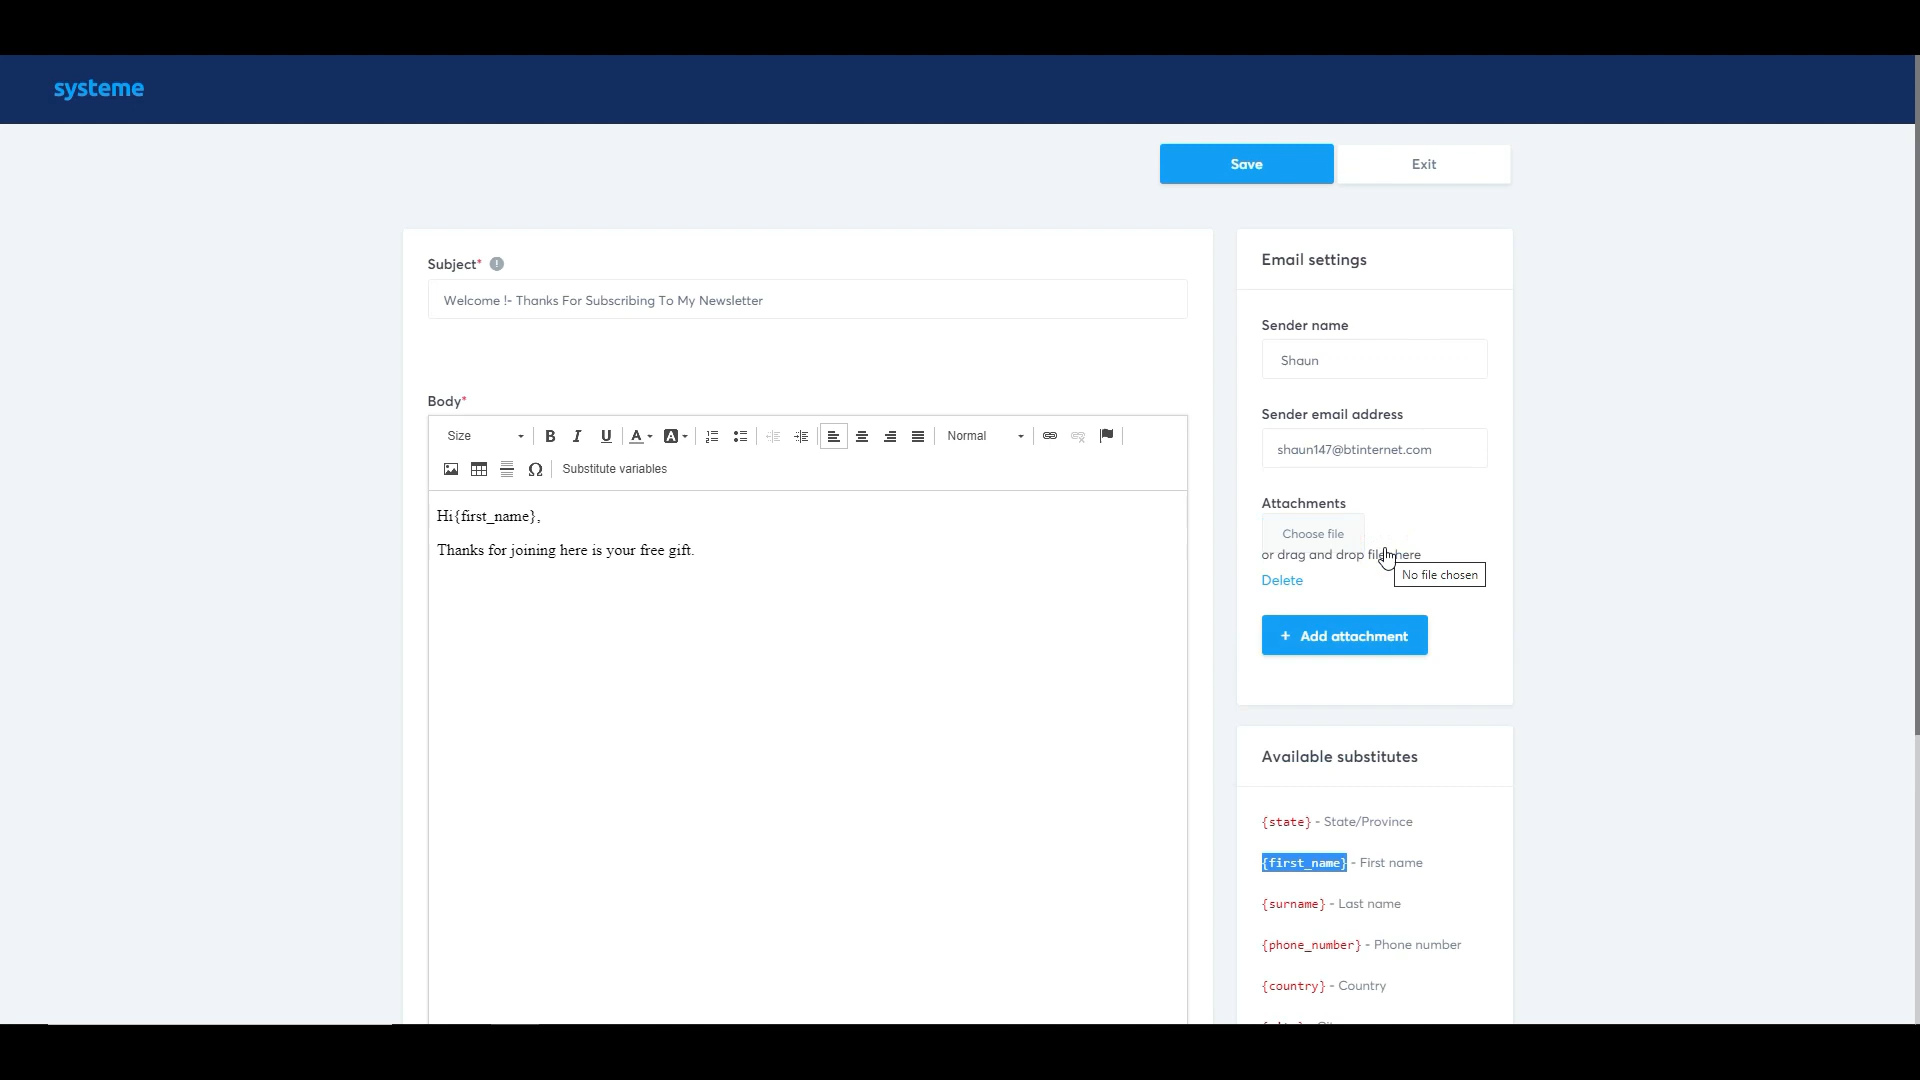 systeme
Save
Exit
Subject*
Welcome !- Thanks For Subscribing To My Newsletter
Body*
Size
B
I
U
A
A
Normal
Ω
Substitute variables
Hi{first_name},
Thanks for joining here is your free gift.
Email settings
Sender name
Shaun
Sender email address
shaun147@btinternet.com
Attachments
Choose file
or drag and drop file here
No file chosen
Delete
+ Add attachment
Available substitutes
{state} - State/Province
{first_name} - First name
{surname} - Last name
{phone_number} - Phone number
{country} - Country